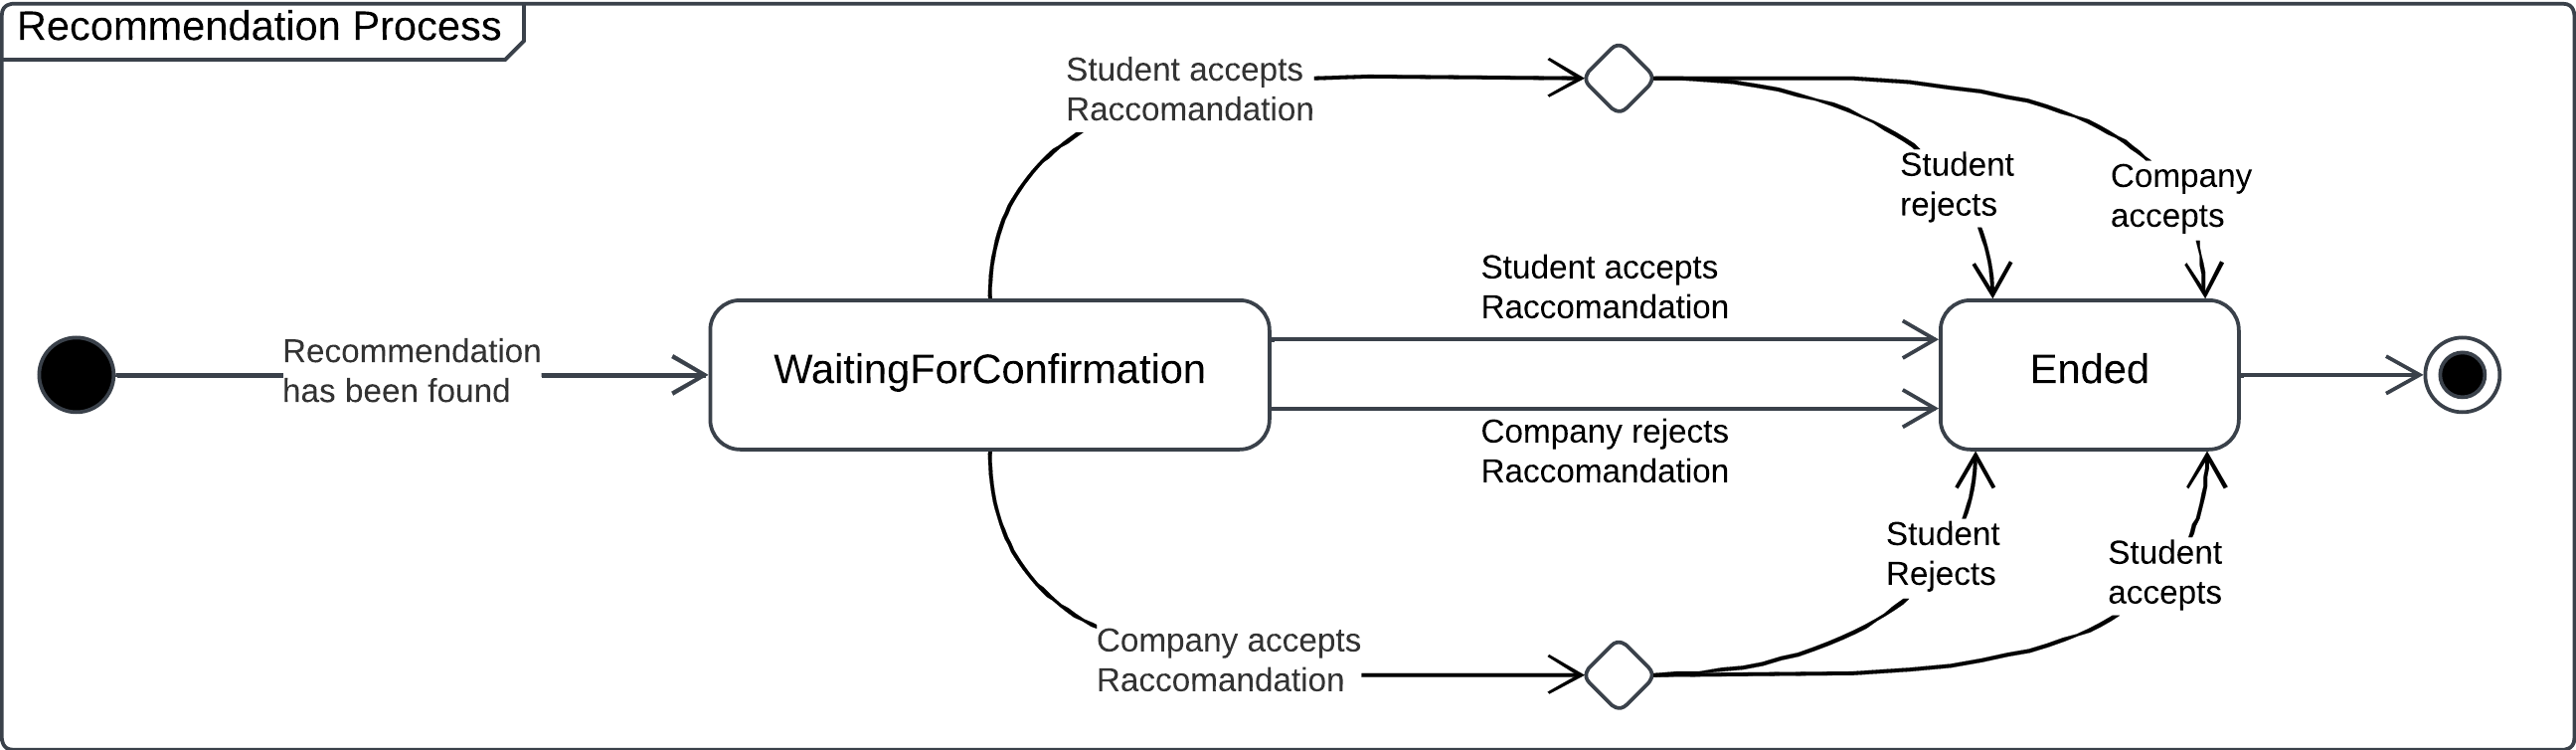 Recommendation Process
Student accepts
Raccomandation
Student
rejects
Company
accepts
Student accepts
Raccomandation
Recommendation
has been found
WaitingForConfirmation
Ended
Company rejects
Raccomandation
Student
Rejects
Student
accepts
Company accepts
Raccomandation